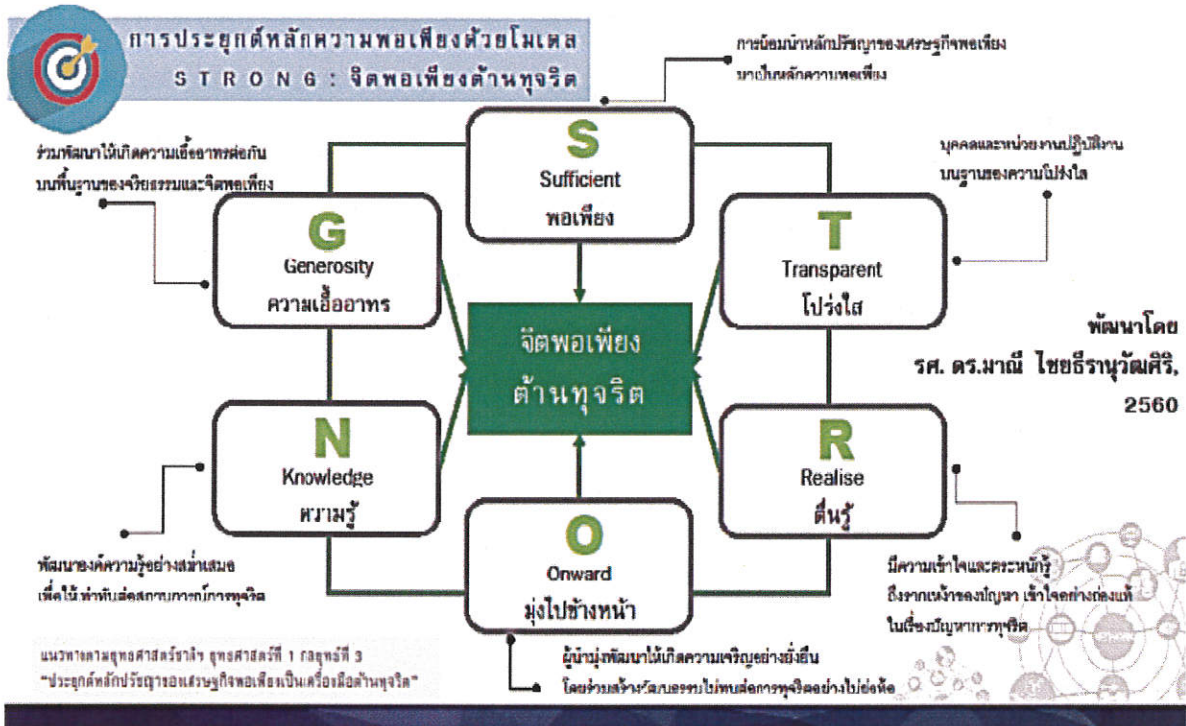 การประยุกต์หลักความพอเพียงด้วยโมเดล
STRONG : จิตพอเพียงต้านทุจริต
การน้อมนำหลักปรัชญาของเศรษฐกิจพอเพียง
มาเป็นหลักความพอเพียง
S
Sufficient
พอเพียง
บุคคลและหน่วยงานปฏิบัติงาน
บนฐานของความโปร่งใส
T
Transparent
โปร่งใส
พัฒนาโดย
รศ. ดร.มาณี ไชยธีรานุวัฒศิริ,
2560
R
Realise
ตื่นรู้
มีความเข้าใจและตระหนักรู้
ถึงรากเหง้าของปัญหา เข้าใจอย่างถ่องแท้
ในเรื่องปัญหาการทุจริต
O
Onward
มุ่งไปข้างหน้า
ผู้นำมุ่งพัฒนาให้เกิดความเจริญอย่างยั่งยืน
โดยร่วมสร้างวัฒนธรรมไม่ทนต่อการทุจริตอย่างไม่ย่อท้อ
N
Knowledge
ความรู้
พัฒนาองค์ความรู้อย่างสม่ำเสมอ
เพื่อให้เท่าทันต่อสถานการณ์การทุจริต
G
Generosity
ความเอื้ออาทร
ร่วมพัฒนาให้เกิดความเอื้ออาทรต่อกัน
บนพื้นฐานของจริยธรรมและจิตพอเพียง
จิตพอเพียง
ต้านทุจริต
แนวทางตามยุทธศาสตร์ชาติฯ ยุทธศาสตร์ที่ 1 กลยุทธ์ที่ 3
"ประยุกต์หลักปรัชญาของเศรษฐกิจพอเพียงเป็นเครื่องมือต้านทุจริต"